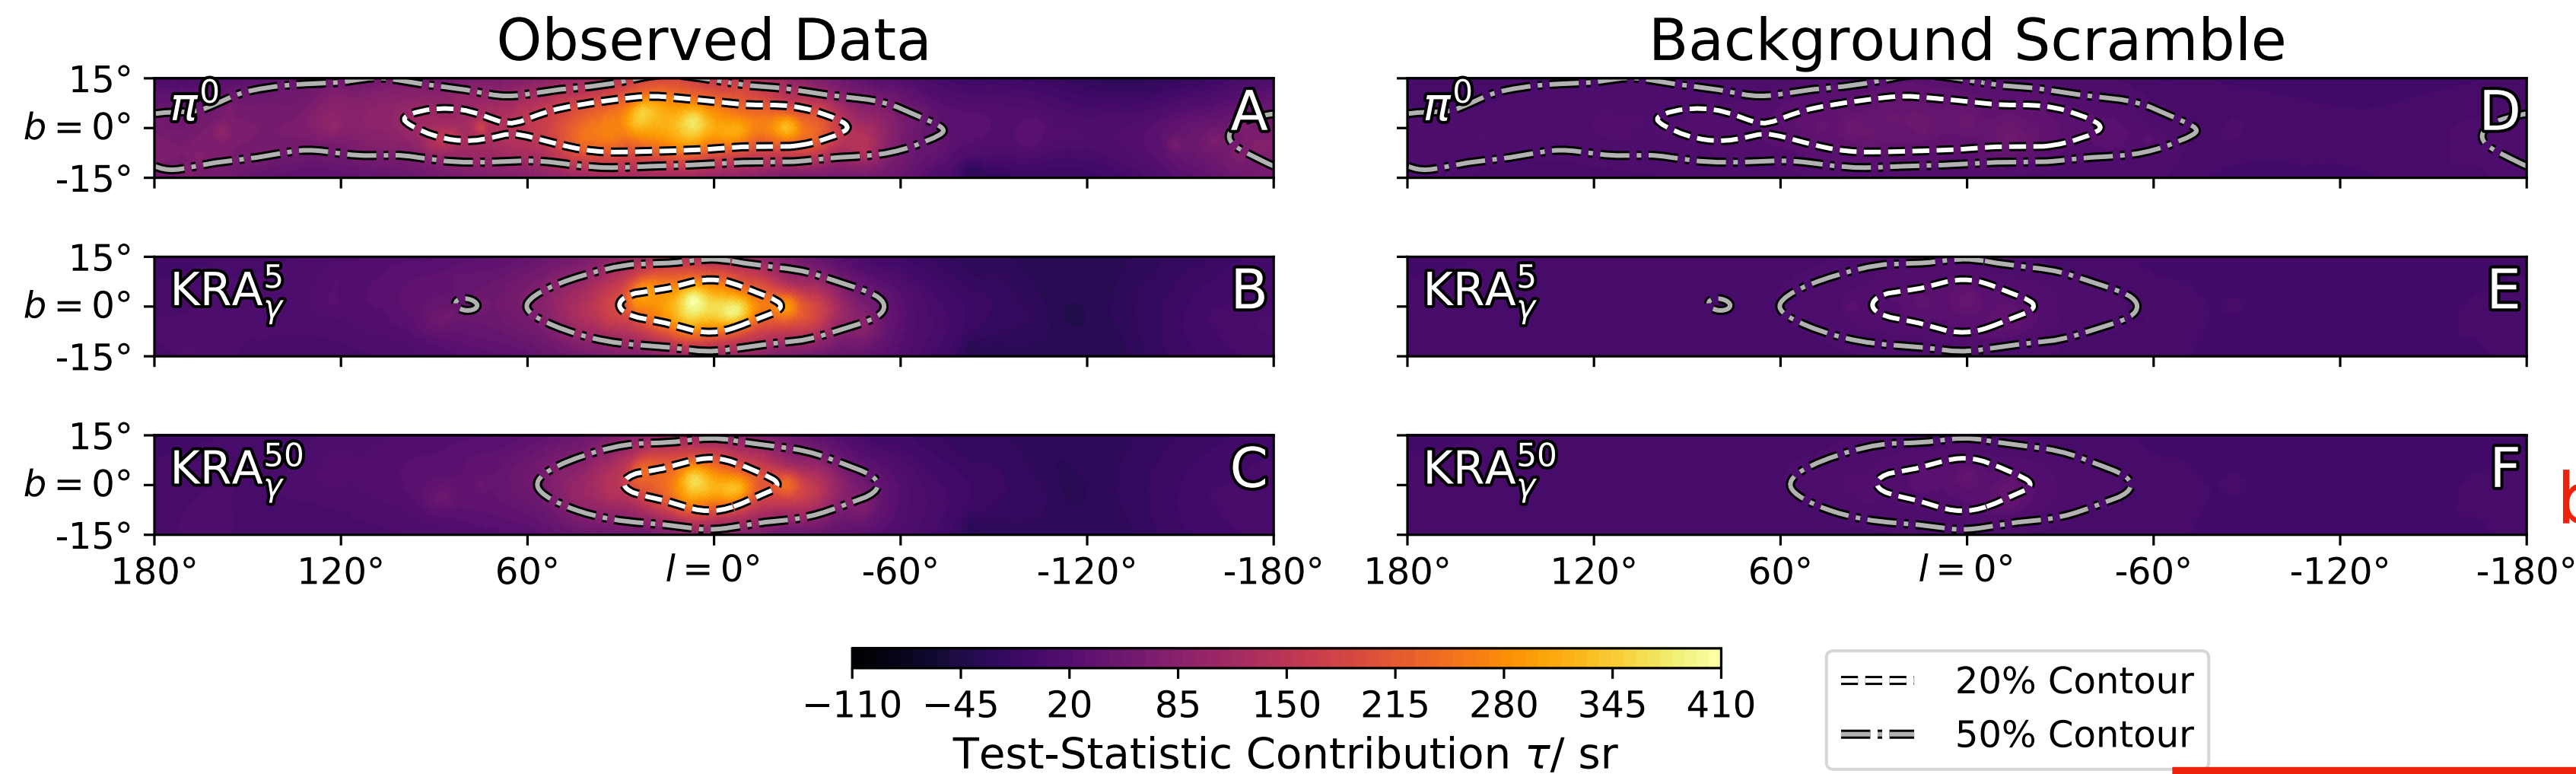 Observed Data
Background Scramble
15°
b = 0°
-15°
π⁰
A
π⁰
D
15°
b = 0°
-15°
KRA⁵ᵧ
B
KRA⁵ᵧ
E
15°
b = 0°
-15°
KRA⁵⁰ᵧ
C
KRA⁵⁰ᵧ
F
b
180° 120° 60° l = 0° -60° -120° -180°
180° 120° 60° l = 0° -60° -120° -180°
−110 −45 20 85 150 215 280 345 410
Test-Statistic Contribution τ/ sr
20% Contour
50% Contour